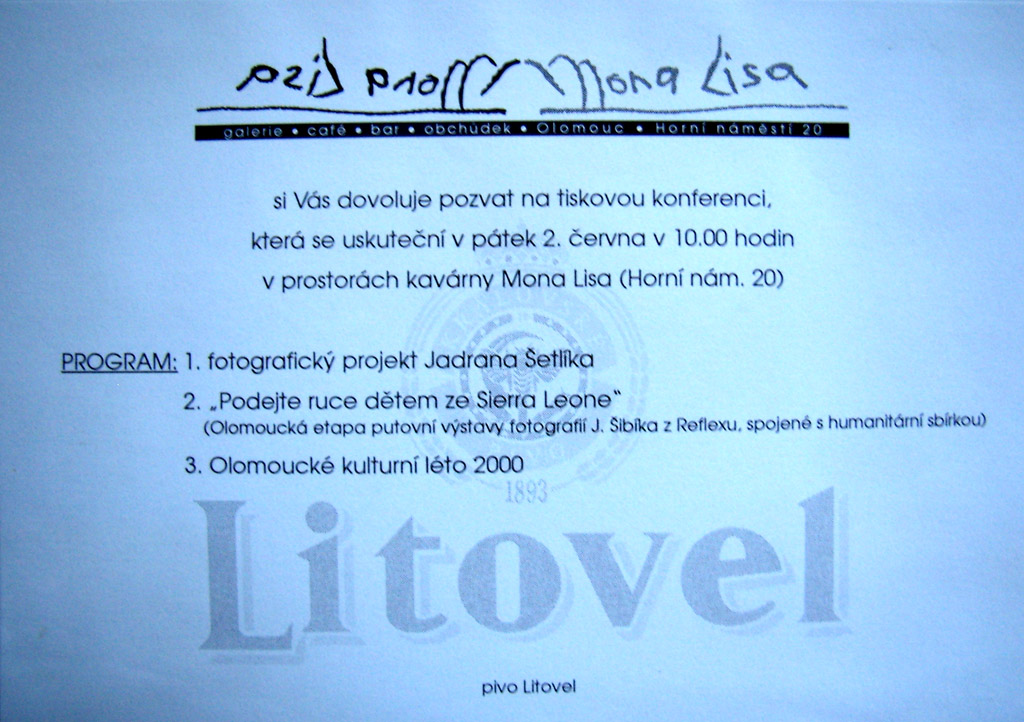 Mona Lisa
galerie • café • bar • obchůdek • Olomouc • Horní náměstí 20
si Vás dovoluje pozvat na tiskovou konferenci,
která se uskuteční v pátek 2. června v 10.00 hodin
v prostorách kavárny Mona Lisa (Horní nám. 20)
PROGRAM: 1. fotografický projekt Jadrana Šetlíka
2. „Podejte ruce dětem ze Sierra Leone“
(Olomoucká etapa putovní výstavy fotografií J. Šibíka z Reflexu, spojené s humanitární sbírkou)
3. Olomoucké kulturní léto 2000
1893
Litovel
pivo Litovel